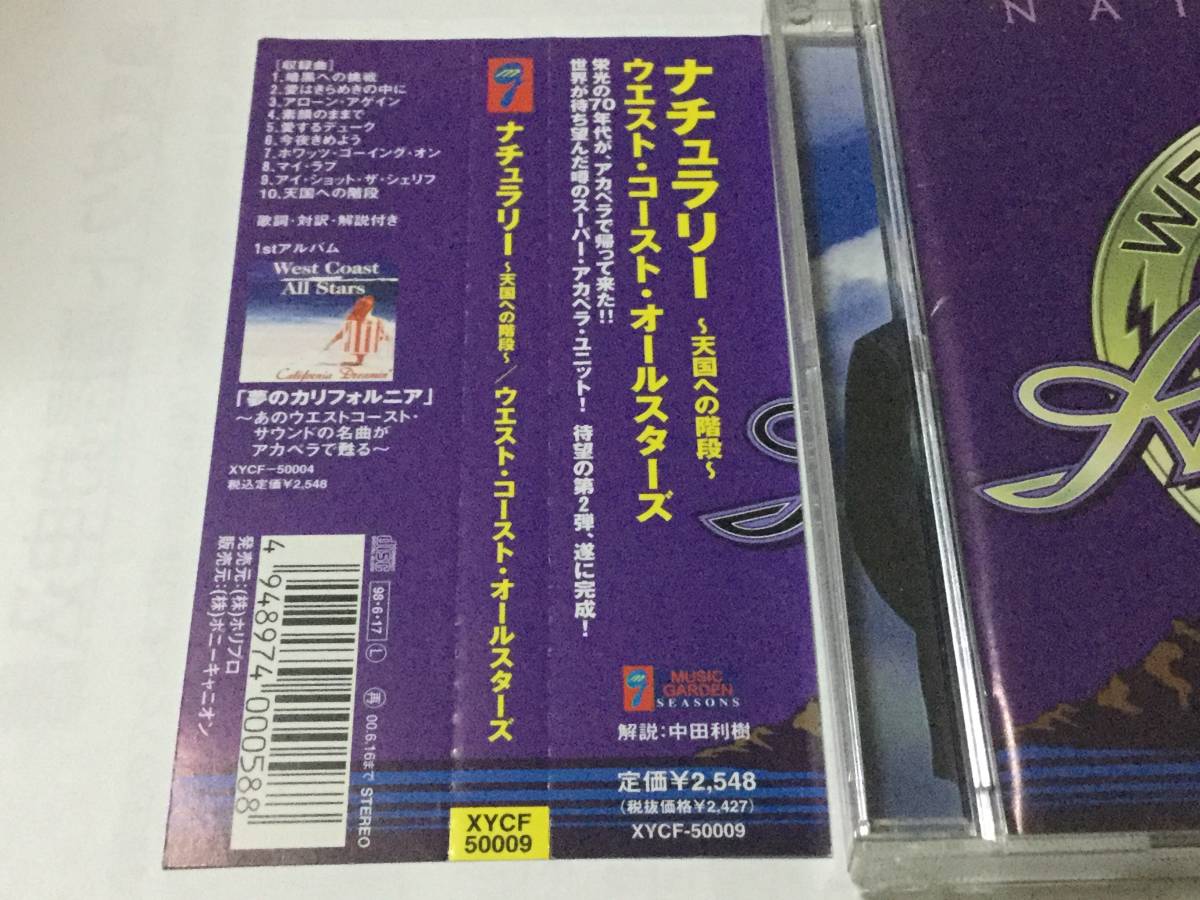 [収録曲]
1.暗黒への挑戦
2.愛はきらめきの中に
3.アローン・アゲイン
4.素顔のままで
5.愛するデューク
6.今夜きめよう
7.ホワッツ・ゴーイング・オン
8.マイ・ラブ
9.アイ・ショット・ザ・シェリフ
10.天国への階段
歌詞・対訳・解説付き
1stアルバム
West Coast
All Stars
California Dreamin'
「夢のカリフォルニア」
〜あのウエストコースト・
サウンドの名曲が
アカペラで甦る〜
XYCF-50004
税込定価¥2,548
発売元:(株)ホリプロ
販売元:(株)ポニーキャニオン
4 948974 000588
98・6・17 L
再 00.6.16まで STEREO
ナチュラリー 〜天国への階段〜/ウエスト・コースト・オールスターズ
XYCF
50009
ナチュラリー 〜天国への階段〜
ウエスト・コースト・オールスターズ
栄光の70年代が、アカペラで帰って来た!!
世界が待ち望んだ噂のスーパー・アカペラ・ユニット! 待望の第2弾、遂に完成!
MUSIC
GARDEN
SEASONS
解説:中田利樹
定価¥2,548
(税抜価格¥2,427)
XYCF-50009
NAT
WE